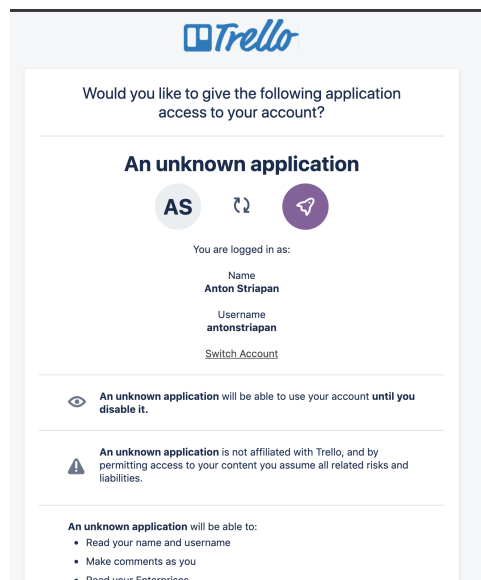 Trello
Would you like to give the following application
access to your account?
An unknown application
AS
You are logged in as:
Name
Anton Striapan
Username
antonstriapan
Switch Account
An unknown application will be able to use your account until you
disable it.
An unknown application is not affiliated with Trello, and by
permitting access to your content you assume all related risks and
liabilities.
An unknown application will be able to:
• Read your name and username
• Make comments as you
• Read your Enterprises